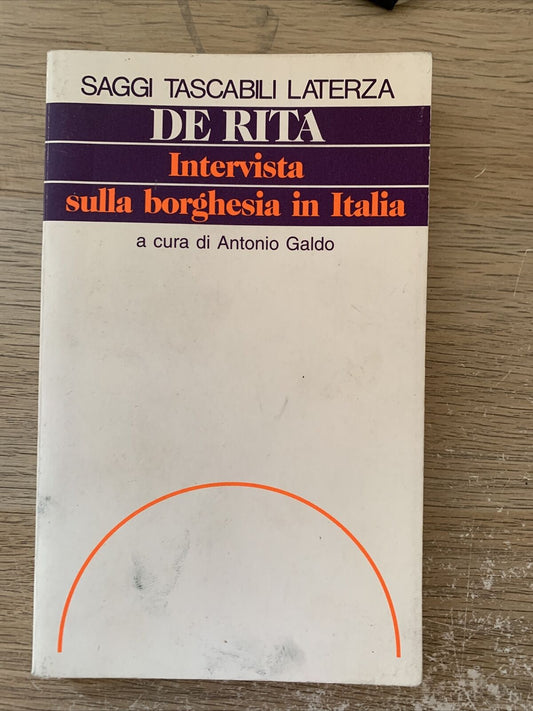 SAGGI TASCABILI LATERZA
DE RITA
Intervista
sulla borghesia in Italia
a cura di Antonio Galdo